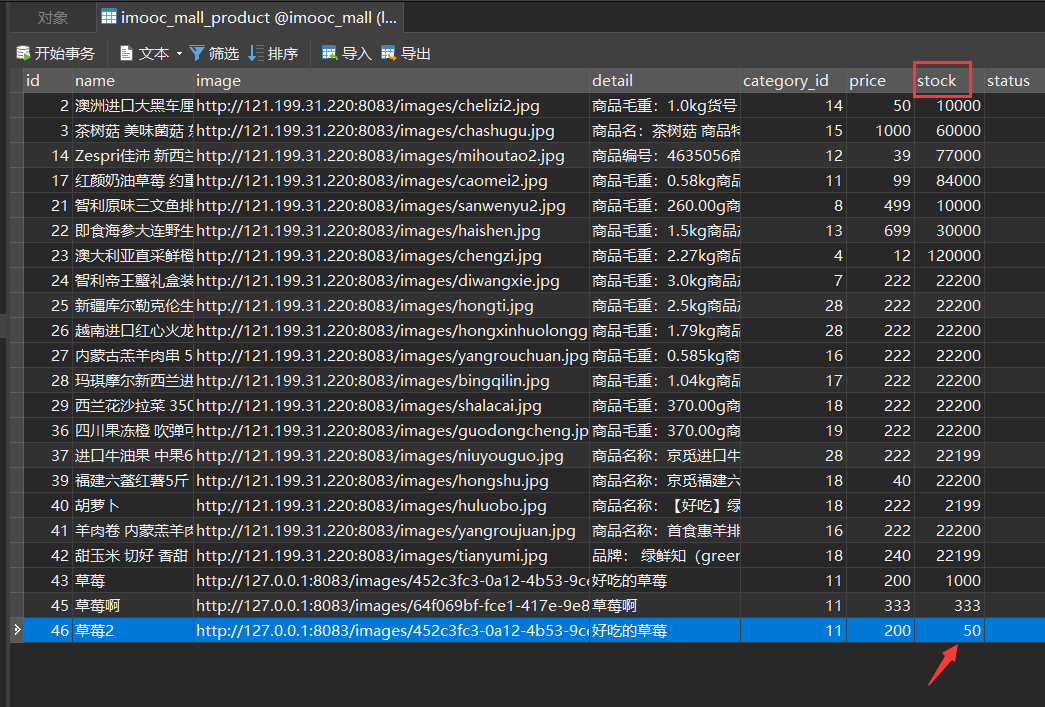 对象 imooc_mall_product @imooc_mall (l...
开始事务 文本 筛选 排序 导入 导出
id name image detail category_id price stock status
2 澳洲进口大黑车厘 http://121.199.31.220:8083/images/chelizi2.jpg 商品毛重：1.0kg货号 14 50 10000
3 茶树菇 美味菌菇 http://121.199.31.220:8083/images/chashugu.jpg 商品名：茶树菇 商品特 15 1000 60000
14 Zespri佳沛 新西兰 http://121.199.31.220:8083/images/mihoutao2.jpg 商品编号：4635056商 12 39 77000
17 红颜奶油草莓 约重 http://121.199.31.220:8083/images/caomei2.jpg 商品毛重：0.58kg商品 11 99 84000
21 智利原味三文鱼排 http://121.199.31.220:8083/images/sanwenyu2.jpg 商品毛重：260.00g商 8 499 10000
22 即食海参大连野生 http://121.199.31.220:8083/images/haishen.jpg 商品毛重：1.5kg商品 13 699 30000
23 澳大利亚直采鲜橙 http://121.199.31.220:8083/images/chengzi.jpg 商品毛重：2.27kg商品 4 12 120000
24 智利帝王蟹礼盒装 http://121.199.31.220:8083/images/diwangxie.jpg 商品毛重：3.0kg商品 7 222 22200
25 新疆库尔勒克伦生 http://121.199.31.220:8083/images/hongti.jpg 商品毛重：2.5kg商品 28 222 22200
26 越南进口红心火龙 http://121.199.31.220:8083/images/hongxinhuolongg 商品毛重：1.79kg商品 28 222 22200
27 内蒙古羔羊肉串 5 http://121.199.31.220:8083/images/yangrouchuan.jpg 商品毛重：0.585kg商 16 222 22200
28 玛琪摩尔新西兰进 http://121.199.31.220:8083/images/bingqilin.jpg 商品毛重：1.04kg商品 17 222 22200
29 西兰花沙拉菜 350 http://121.199.31.220:8083/images/shalacai.jpg 商品毛重：370.00g商 18 222 22200
36 四川果冻橙 吹弹可 http://121.199.31.220:8083/images/guodongcheng.jp 商品毛重：370.00g商 19 222 22200
37 进口牛油果 中果6 http://121.199.31.220:8083/images/niuyouguo.jpg 商品名称：京觅进口牛 28 222 22199
39 福建六鳌红薯5斤 http://121.199.31.220:8083/images/hongshu.jpg 商品名称：京觅福建六 18 40 22200
40 胡萝卜 http://121.199.31.220:8083/images/huluobo.jpg 商品名称：【好吃】绿 18 222 2199
41 羊肉卷 内蒙羔羊肉 http://121.199.31.220:8083/images/yangroujuan.jpg 商品名称：首食惠羊排 16 222 22200
42 甜玉米 切好 香甜 http://121.199.31.220:8083/images/tianyumi.jpg 品牌： 绿鲜知（green 18 240 22199
43 草莓 http://127.0.0.1:8083/images/452c3fc3-0a12-4b53-9c 好吃的草莓 11 200 1000
45 草莓啊 http://127.0.0.1:8083/images/64f069bf-fce1-417e-9e8 草莓啊 11 333 333
46 草莓2 http://127.0.0.1:8083/images/452c3fc3-0a12-4b53-9c 好吃的草莓 11 200 50